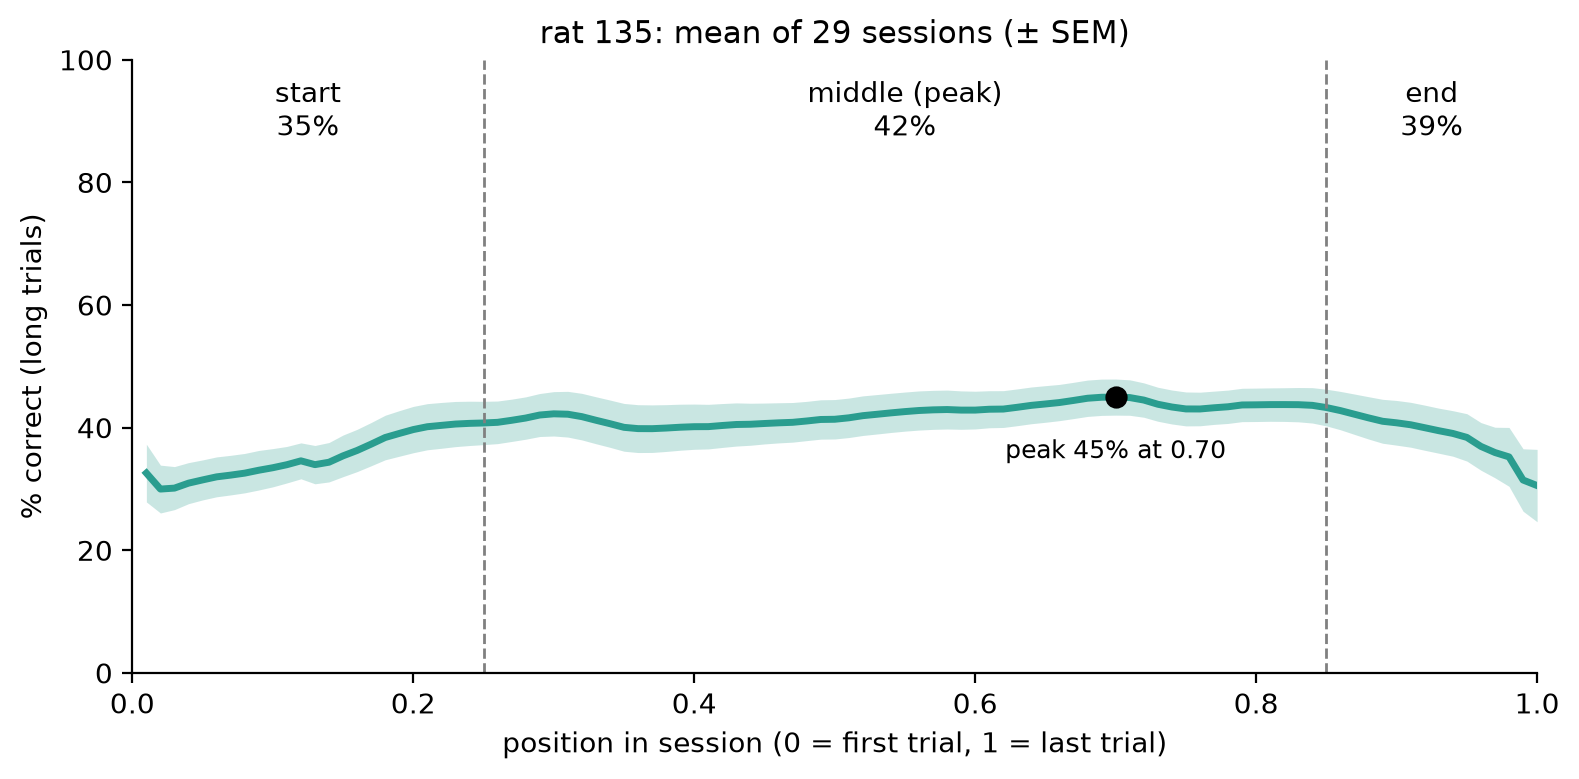 rat 135: mean of 29 sessions (± SEM)
start
35%
middle (peak)
42%
end
39%
peak 45% at 0.70
% correct (long trials)
100
80
60
40
20
0
0.0
0.2
0.4
0.6
0.8
1.0
position in session (0 = first trial, 1 = last trial)